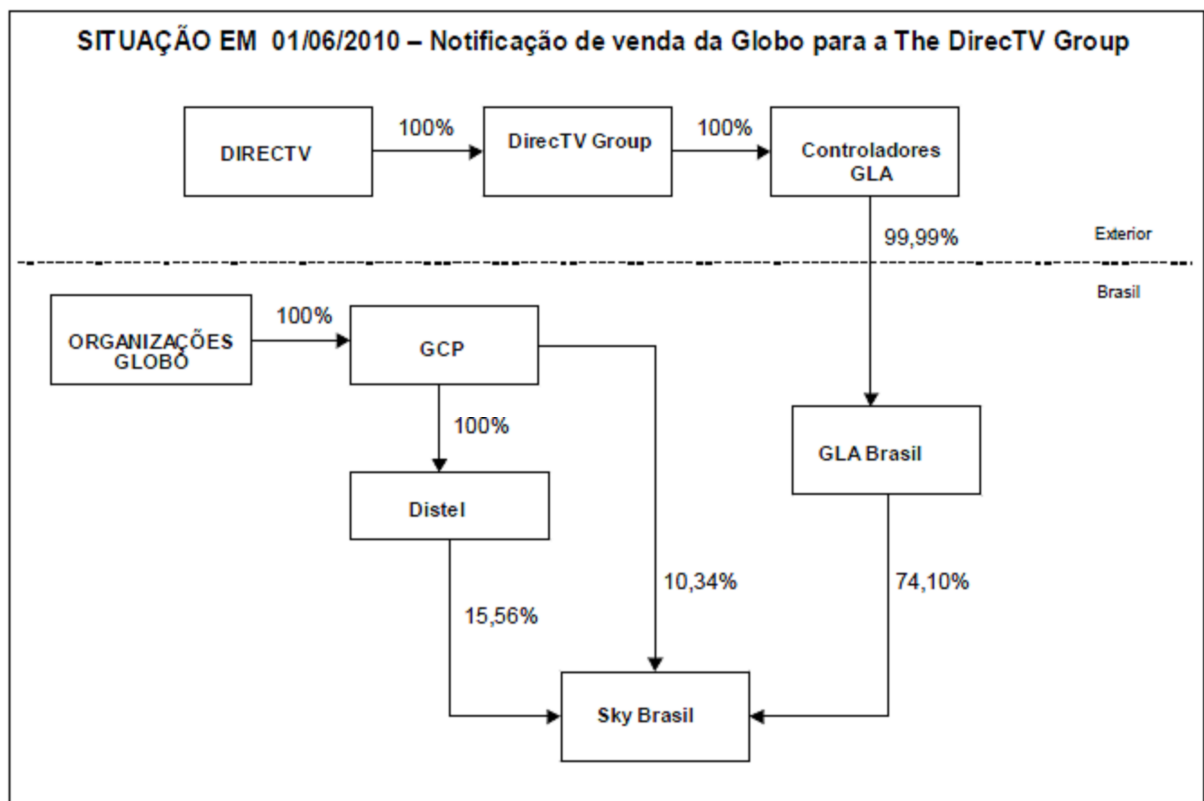 SITUAÇÃO EM 01/06/2010 – Notificação de venda da Globo para a The DirecTV Group
DIRECTV
100%
DirecTV Group
100%
Controladores
GLA
99,99%
Exterior
Brasil
ORGANIZAÇÕES
GLOBO
100%
GCP
100%
GLA Brasil
Distel
15,56%
10,34%
74,10%
Sky Brasil